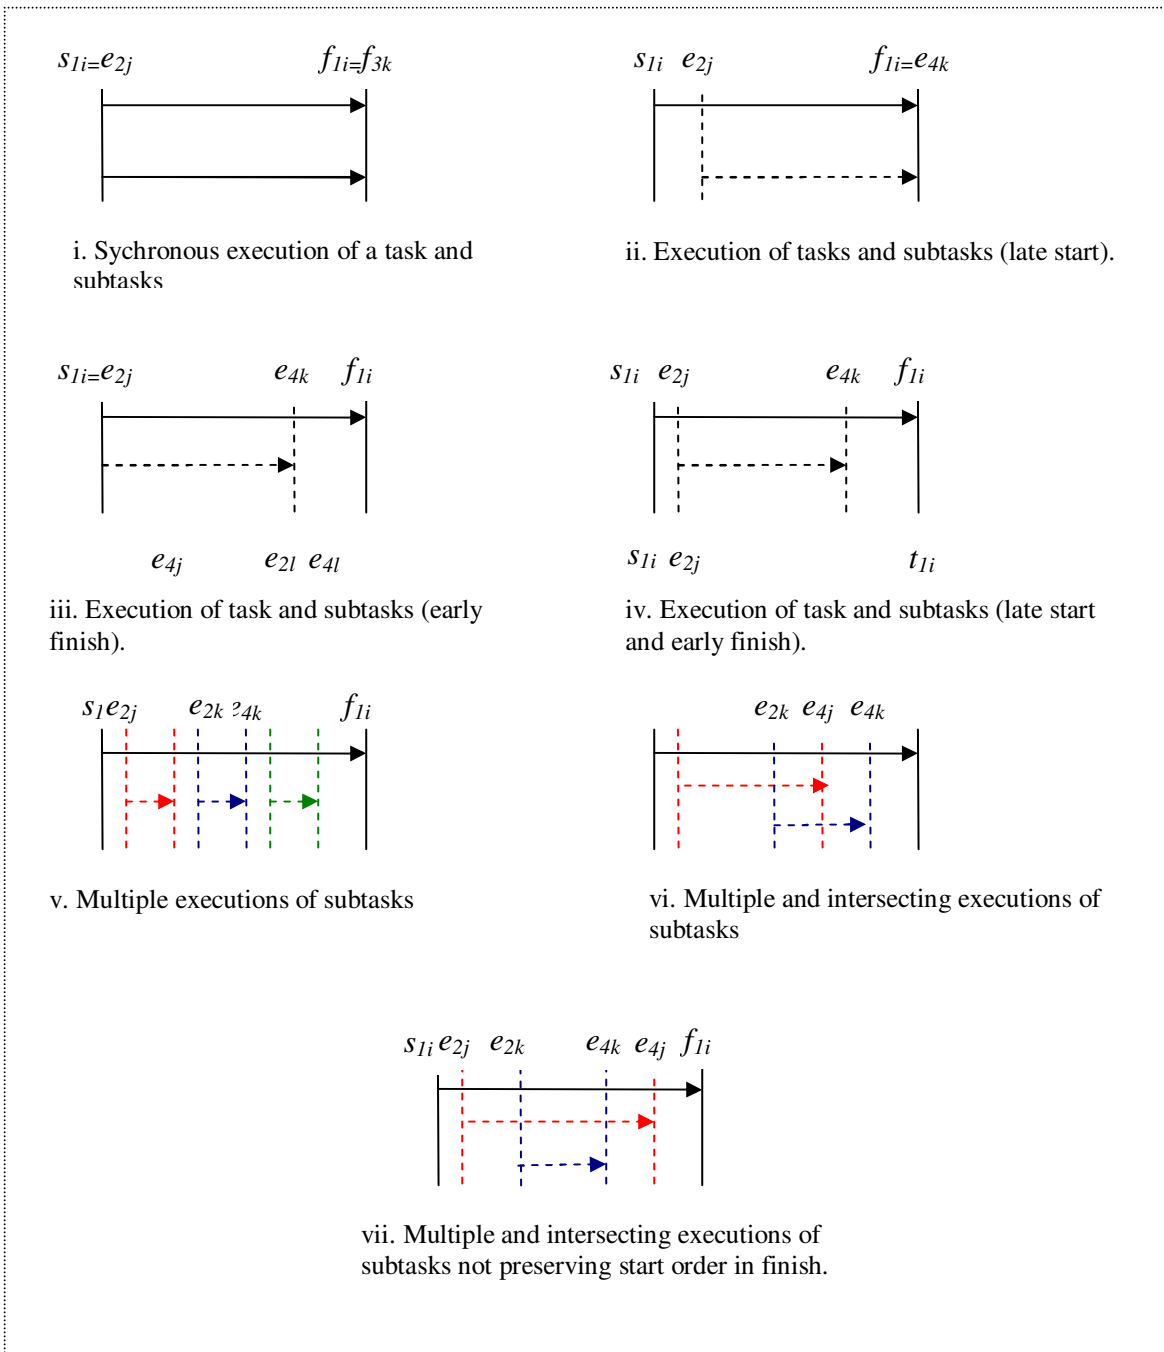 s1i=e2j f1i=f3k s1i e2j f1i=e4k
i. Sychronous execution of a task and
subtasks
ii. Execution of tasks and subtasks (late start).
s1i=e2j e4k f1i s1i e2j e4k f1i
e4j e2l e4l s1i e2j t1i
iii. Execution of task and subtasks (early
finish).
iv. Execution of task and subtasks (late start
and early finish).
s1e2j e2k e4k f1i e2k e4j e4k
v. Multiple executions of subtasks
vi. Multiple and intersecting executions of
subtasks
s1i e2j e2k e4k e4j f1i
vii. Multiple and intersecting executions of
subtasks not preserving start order in finish.